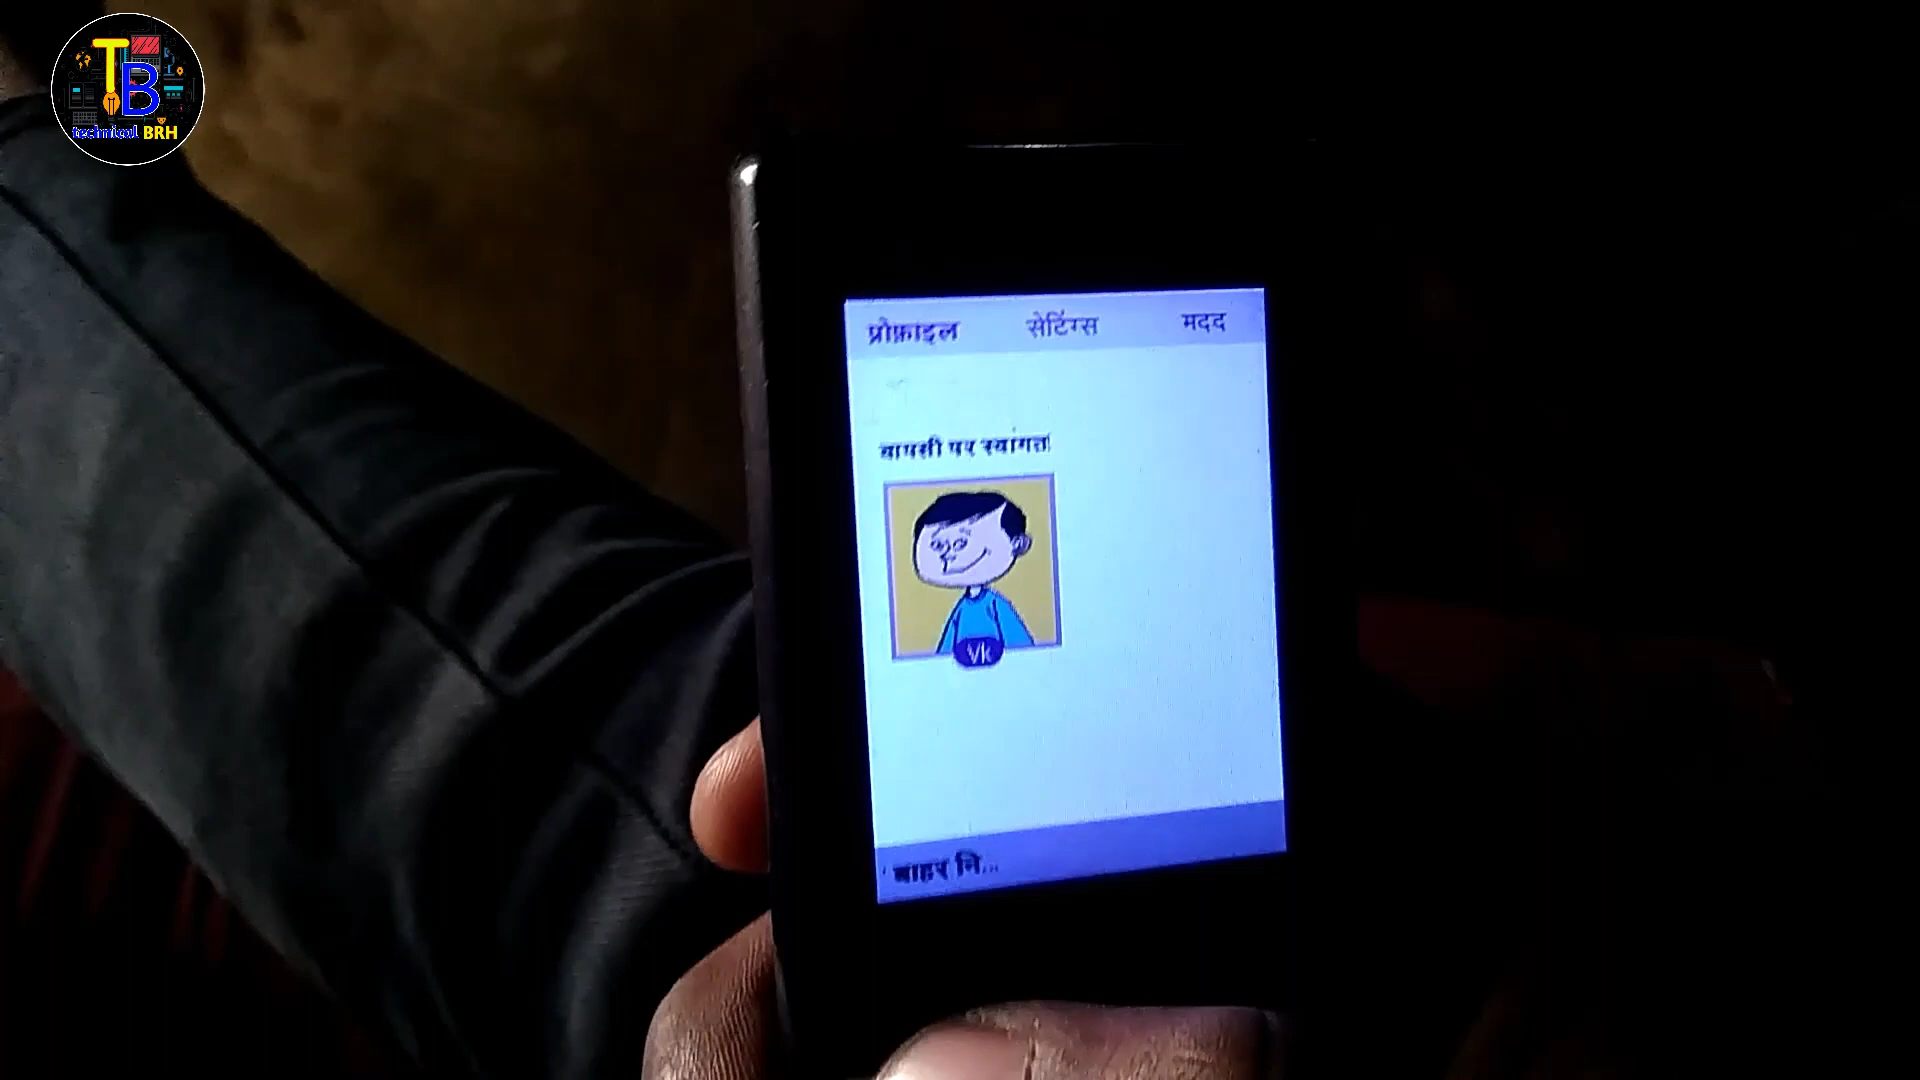 TB
technical BRH
प्रोफ़ाइल सेटिंग्स मदद
वापसी पर स्वागत!
Vk
बाहर नि...